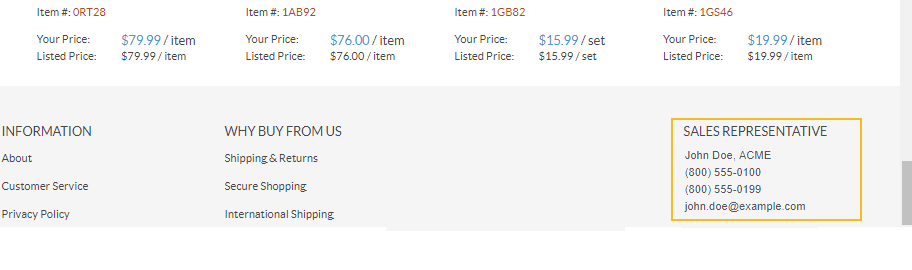 Item #: 0RT28 Item #: 1AB92 Item #: 1GB82 Item #: 1GS46
Your Price: $79.99 / item Your Price: $76.00 / item Your Price: $15.99 / set Your Price: $19.99 / item
Listed Price: $79.99 / item Listed Price: $76.00 / item Listed Price: $15.99 / set Listed Price: $19.99 / item
INFORMATION WHY BUY FROM US SALES REPRESENTATIVE
About Shipping & Returns John Doe, ACME
(800) 555-0100
Customer Service Secure Shopping (800) 555-0199
john.doe@example.com
Privacy Policy International Shipping